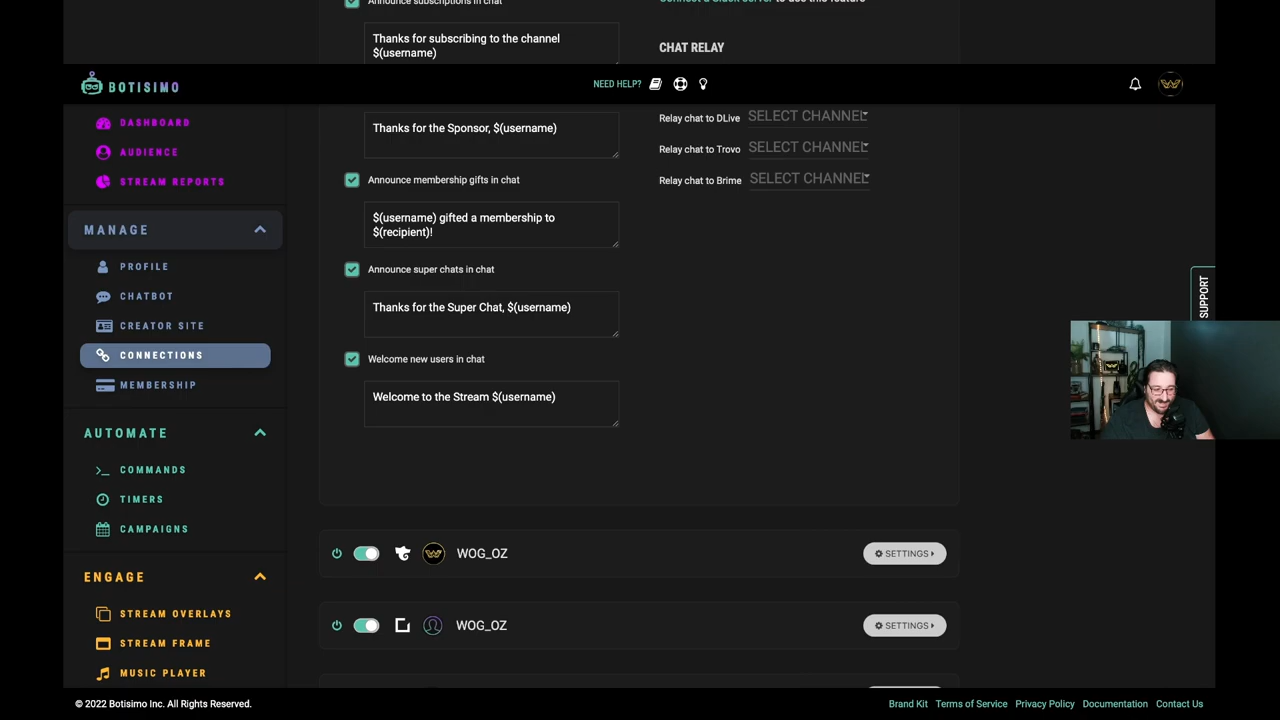 Announce subscriptions in chat
Thanks for subscribing to the channel
$(username)
CHAT RELAY
BOTISIMO
NEED HELP?
DASHBOARD
AUDIENCE
STREAM REPORTS
MANAGE
PROFILE
CHATBOT
CREATOR SITE
CONNECTIONS
MEMBERSHIP
AUTOMATE
COMMANDS
TIMERS
CAMPAIGNS
ENGAGE
STREAM OVERLAYS
STREAM FRAME
MUSIC PLAYER
Thanks for the Sponsor, $(username)
Announce membership gifts in chat
$(username) gifted a membership to
$(recipient)!
Announce super chats in chat
Thanks for the Super Chat, $(username)
Welcome new users in chat
Welcome to the Stream $(username)
Relay chat to DLive SELECT CHANNEL
Relay chat to Trovo SELECT CHANNEL
Relay chat to Brime SELECT CHANNEL
SUPPORT
WOG_OZ
SETTINGS
WOG_OZ
SETTINGS
© 2022 Botisimo Inc. All Rights Reserved.
Brand Kit Terms of Service Privacy Policy Documentation Contact Us